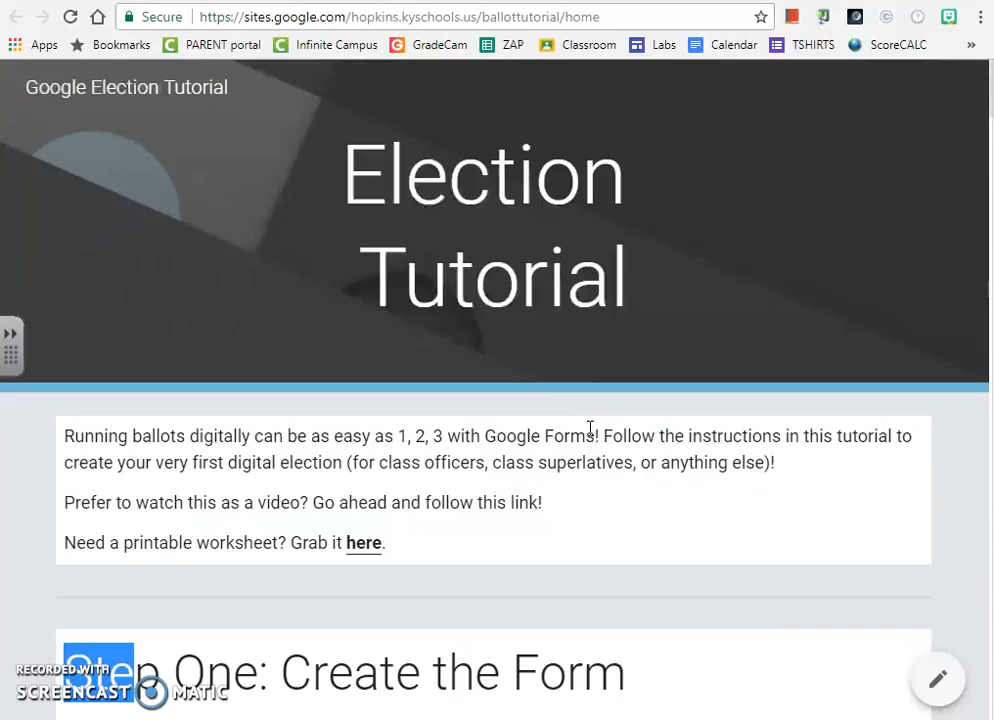 Secure https://sites.google.com/hopkins.kyschools.us/ballottutorial/home
Apps Bookmarks PARENT portal Infinite Campus GradeCam ZAP Classroom Labs Calendar TSHIRTS ScoreCALC »
Google Election Tutorial
Election
Tutorial
Running ballots digitally can be as easy as 1, 2, 3 with Google Forms! Follow the instructions in this tutorial to
create your very first digital election (for class officers, class superlatives, or anything else)!
Prefer to watch this as a video? Go ahead and follow this link!
Need a printable worksheet? Grab it here.
Step One: Create the Form
RECORDED WITH
SCREENCAST MATIC